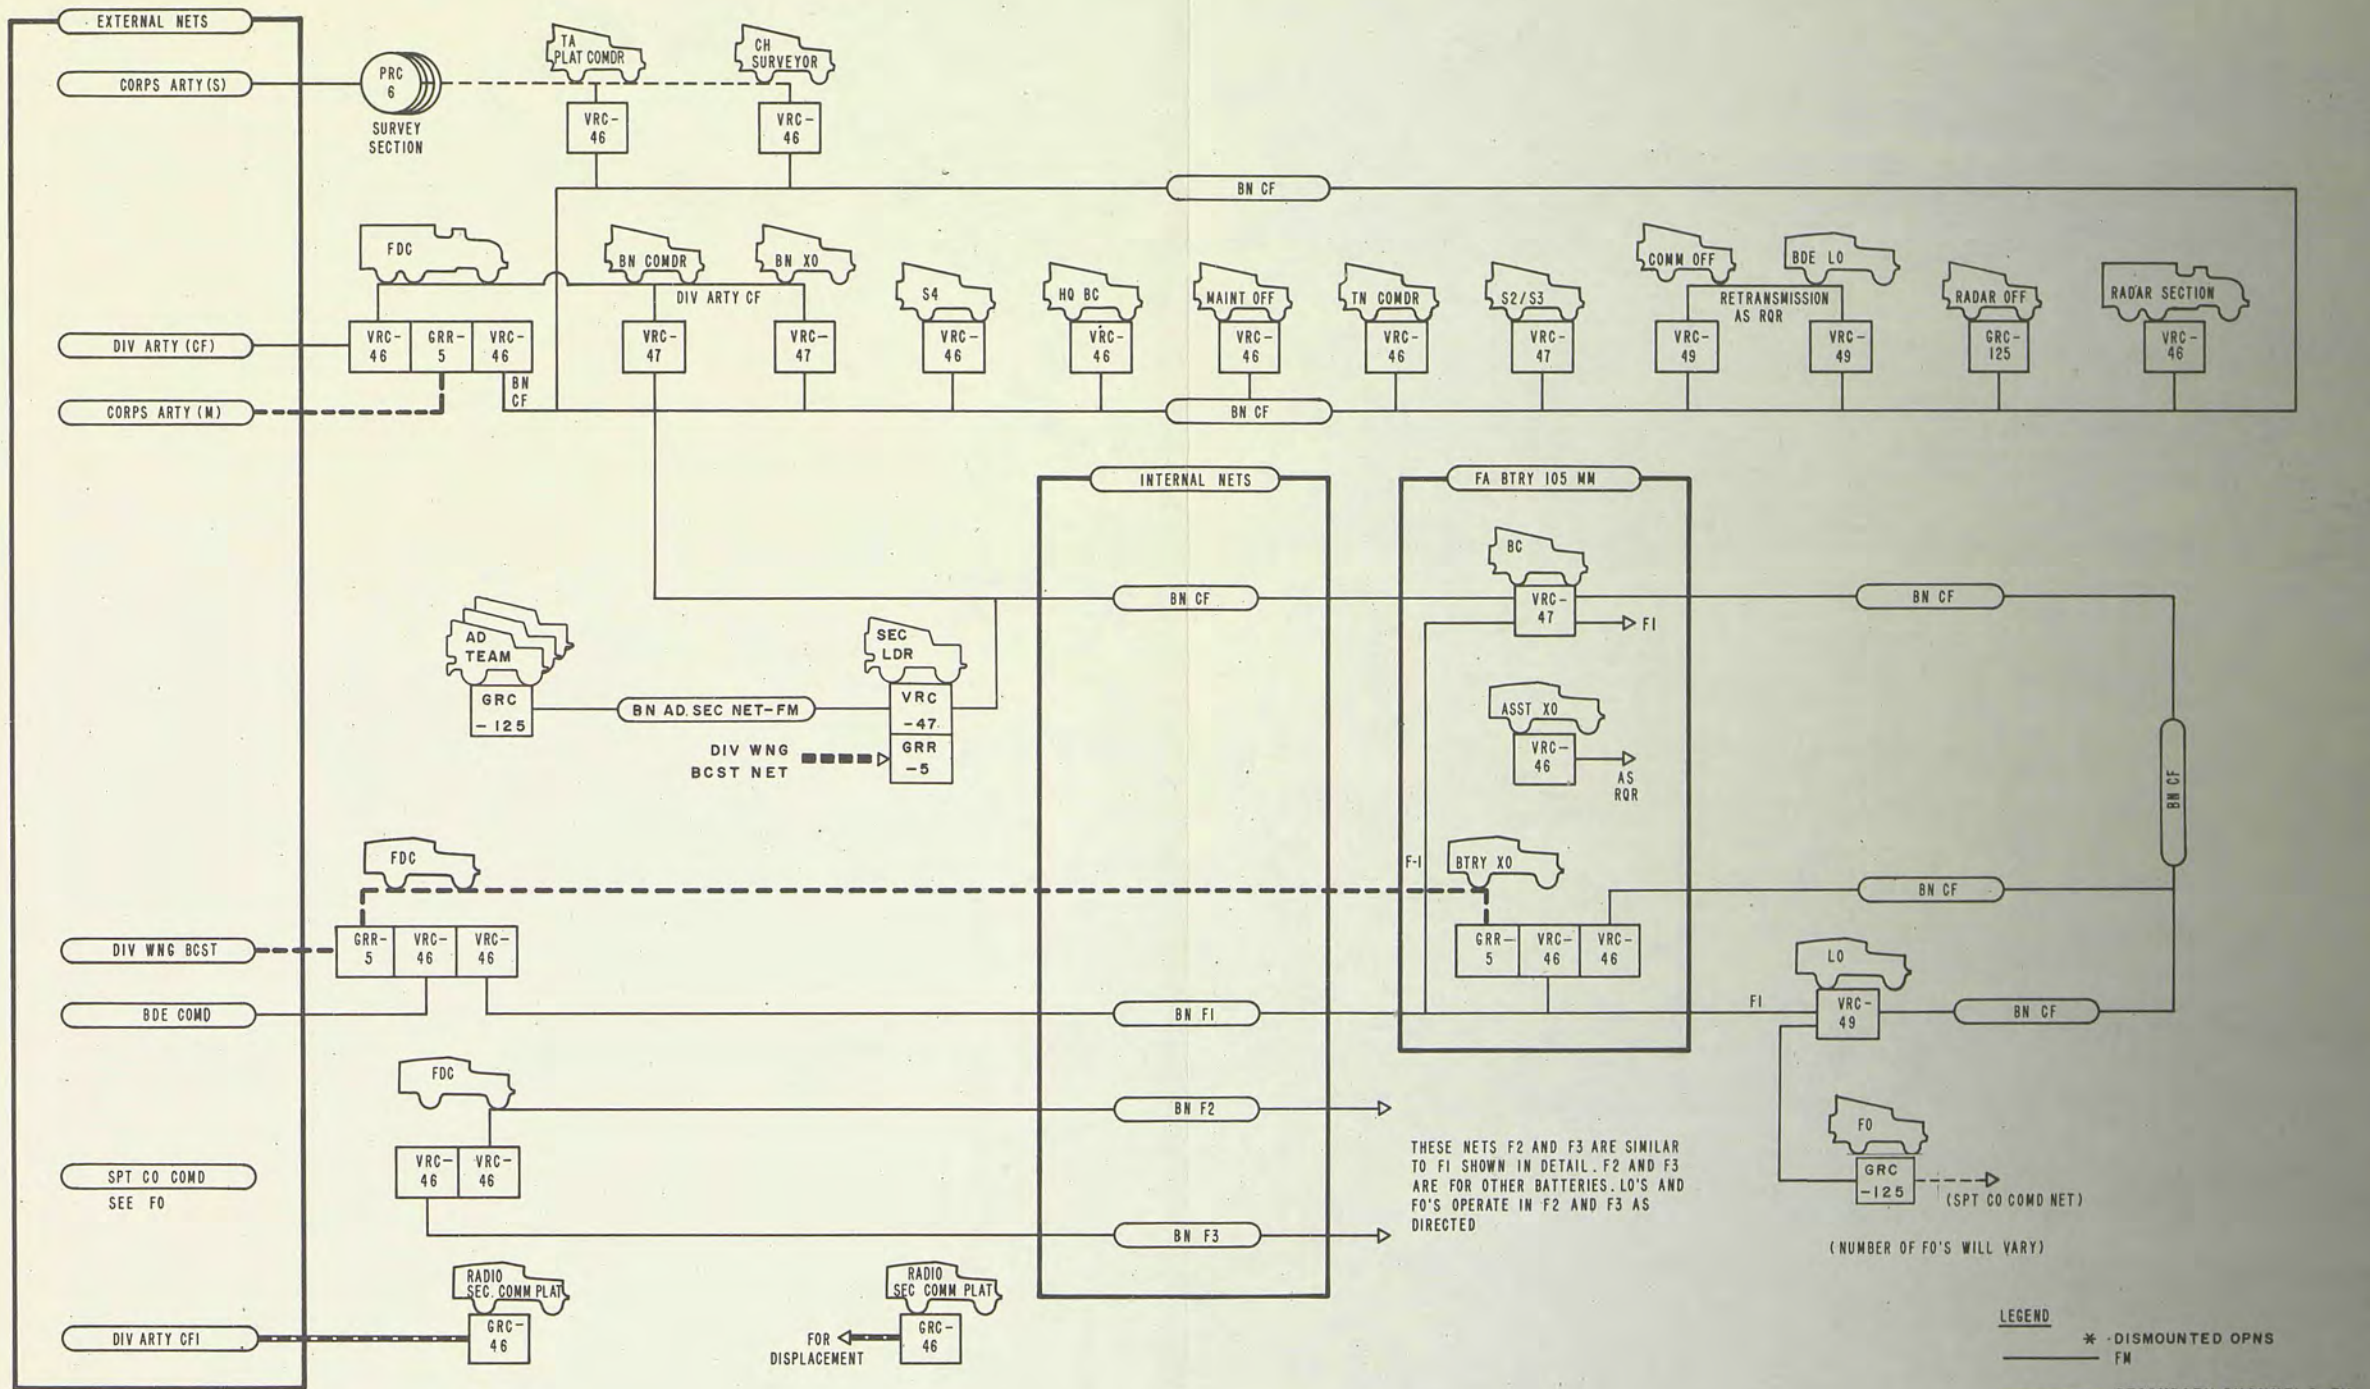 EXTERNAL NETS
CORPS ARTY (S)
PRC
6
SURVEY
SECTION
TA
PLAT COMDR
VRC-
46
CH
SURVEYOR
VRC-
46
BN CF
FDC
BN COMDR
BN XO
DIV ARTY CF
S4
HQ BC
MAINT OFF
TN COMDR
S2/S3
COMM OFF
BDE LO
RETRANSMISSION
AS RQR
RADAR OFF
RADAR SECTION
DIV ARTY (CF)
VRC-
46
GRR-
5
VRC-
46
VRC-
47
VRC-
47
VRC-
46
VRC-
46
VRC-
46
VRC-
46
VRC-
47
VRC-
49
VRC-
49
GRC-
125
VRC-
46
CORPS ARTY (M)
BN
CF
BN CF
INTERNAL NETS
FA BTRY 105 MM
BC
VRC-
47
F1
BN CF
BN CF
AD
TEAM
GRC
-125
BN AD. SEC NET-FM
SEC
LDR
VRC
-47
GRR
-5
DIV WNG
BCST NET
ASST XO
VRC-
46
AS
RQR
BN CF
FDC
F-1
BTRY XO
BN CF
DIV WNG BCST
GRR-
5
VRC-
46
VRC-
46
GRR-
5
VRC-
46
VRC-
46
LO
BDE COMD
BN F1
F1
VRC-
49
BN CF
FDC
BN F2
FO
SPT CO COMD
SEE FO
VRC-
46
VRC-
46
THESE NETS F2 AND F3 ARE SIMILAR
TO F1 SHOWN IN DETAIL. F2 AND F3
ARE FOR OTHER BATTERIES. LO'S AND
FO'S OPERATE IN F2 AND F3 AS
DIRECTED
GRC
-125
(SPT CO COMD NET)
BN F3
(NUMBER OF FO'S WILL VARY)
RADIO
SEC. COMM PLAT
GRC-
46
RADIO
SEC COMM PLAT
GRC-
46
DIV ARTY CF1
FOR
DISPLACEMENT
LEGEND
* - DISMOUNTED OPNS
FM